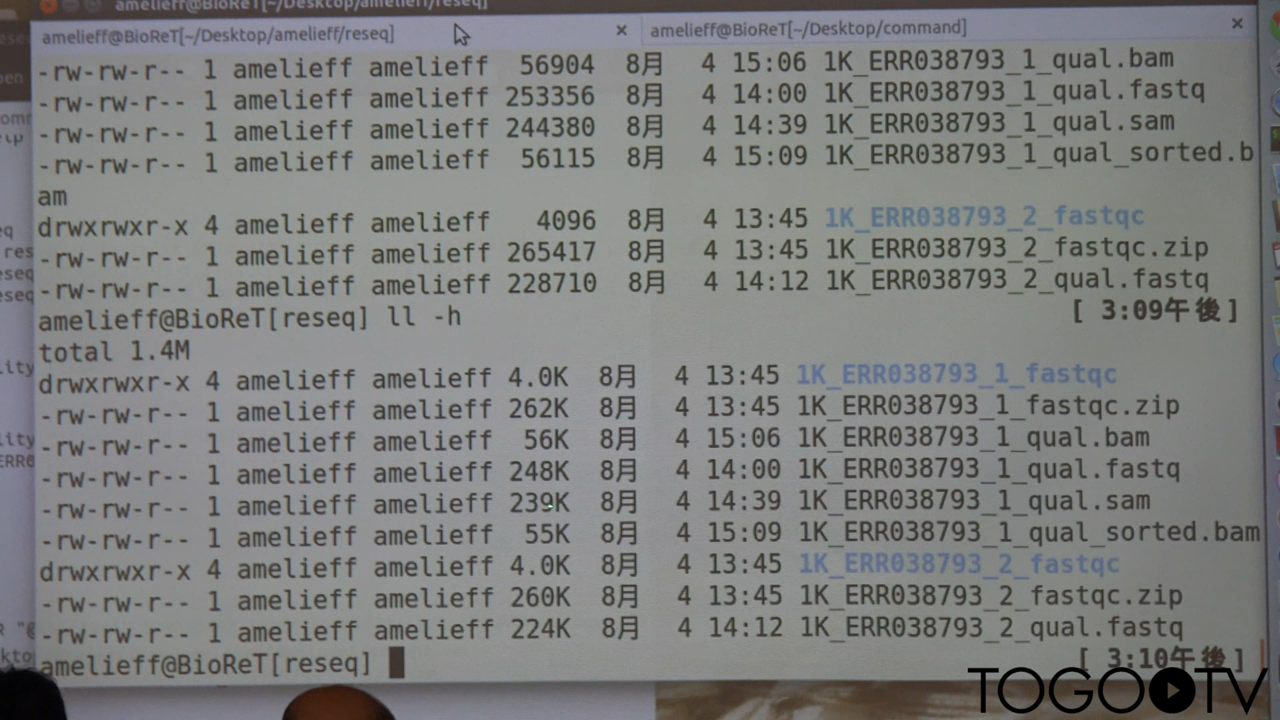 amelieff@BioReT[~/Desktop/amelieff/reseq]
amelieff@BioReT[~/Desktop/amelieff/reseq] × amelieff@BioReT[~/Desktop/command] ×
-rw-rw-r-- 1 amelieff amelieff 56904 8月 4 15:06 1K_ERR038793_1_qual.bam
-rw-rw-r-- 1 amelieff amelieff 253356 8月 4 14:00 1K_ERR038793_1_qual.fastq
-rw-rw-r-- 1 amelieff amelieff 244380 8月 4 14:39 1K_ERR038793_1_qual.sam
-rw-rw-r-- 1 amelieff amelieff 56115 8月 4 15:09 1K_ERR038793_1_qual_sorted.b
am
drwxrwxr-x 4 amelieff amelieff 4096 8月 4 13:45 1K_ERR038793_2_fastqc
-rw-rw-r-- 1 amelieff amelieff 265417 8月 4 13:45 1K_ERR038793_2_fastqc.zip
-rw-rw-r-- 1 amelieff amelieff 228710 8月 4 14:12 1K_ERR038793_2_qual.fastq
amelieff@BioReT[reseq] ll -h [ 3:09午後]
total 1.4M
drwxrwxr-x 4 amelieff amelieff 4.0K 8月 4 13:45 1K_ERR038793_1_fastqc
-rw-rw-r-- 1 amelieff amelieff 262K 8月 4 13:45 1K_ERR038793_1_fastqc.zip
-rw-rw-r-- 1 amelieff amelieff 56K 8月 4 15:06 1K_ERR038793_1_qual.bam
-rw-rw-r-- 1 amelieff amelieff 248K 8月 4 14:00 1K_ERR038793_1_qual.fastq
-rw-rw-r-- 1 amelieff amelieff 239K 8月 4 14:39 1K_ERR038793_1_qual.sam
-rw-rw-r-- 1 amelieff amelieff 55K 8月 4 15:09 1K_ERR038793_1_qual_sorted.bam
drwxrwxr-x 4 amelieff amelieff 4.0K 8月 4 13:45 1K_ERR038793_2_fastqc
-rw-rw-r-- 1 amelieff amelieff 260K 8月 4 13:45 1K_ERR038793_2_fastqc.zip
-rw-rw-r-- 1 amelieff amelieff 224K 8月 4 14:12 1K_ERR038793_2_qual.fastq
amelieff@BioReT[reseq] [ 3:10午後]
TOGO TV